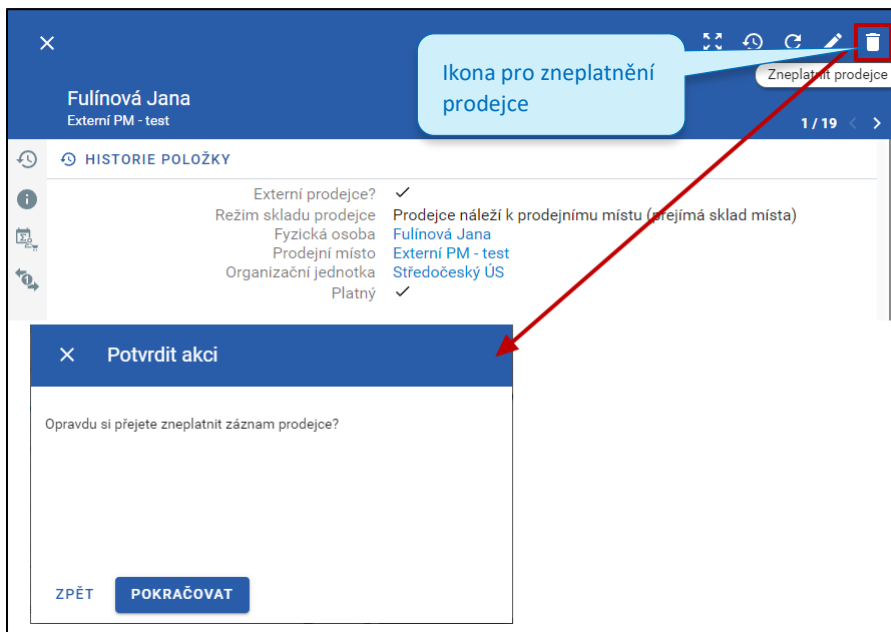 Ikona pro zneplatnění
prodejce
Zneplatnit prodejce
Fulínová Jana
Externí PM - test
1 / 19
HISTORIE POLOŽKY
Externí prodejce?
Režim skladu prodejce Prodejce náleží k prodejnímu místu (přejímá sklad místa)
Fyzická osoba Fulínová Jana
Prodejní místo Externí PM - test
Organizační jednotka Středočeský ÚS
Platný
Potvrdit akci
Opravdu si přejete zneplatnit záznam prodejce?
ZPĚT POKRAČOVAT